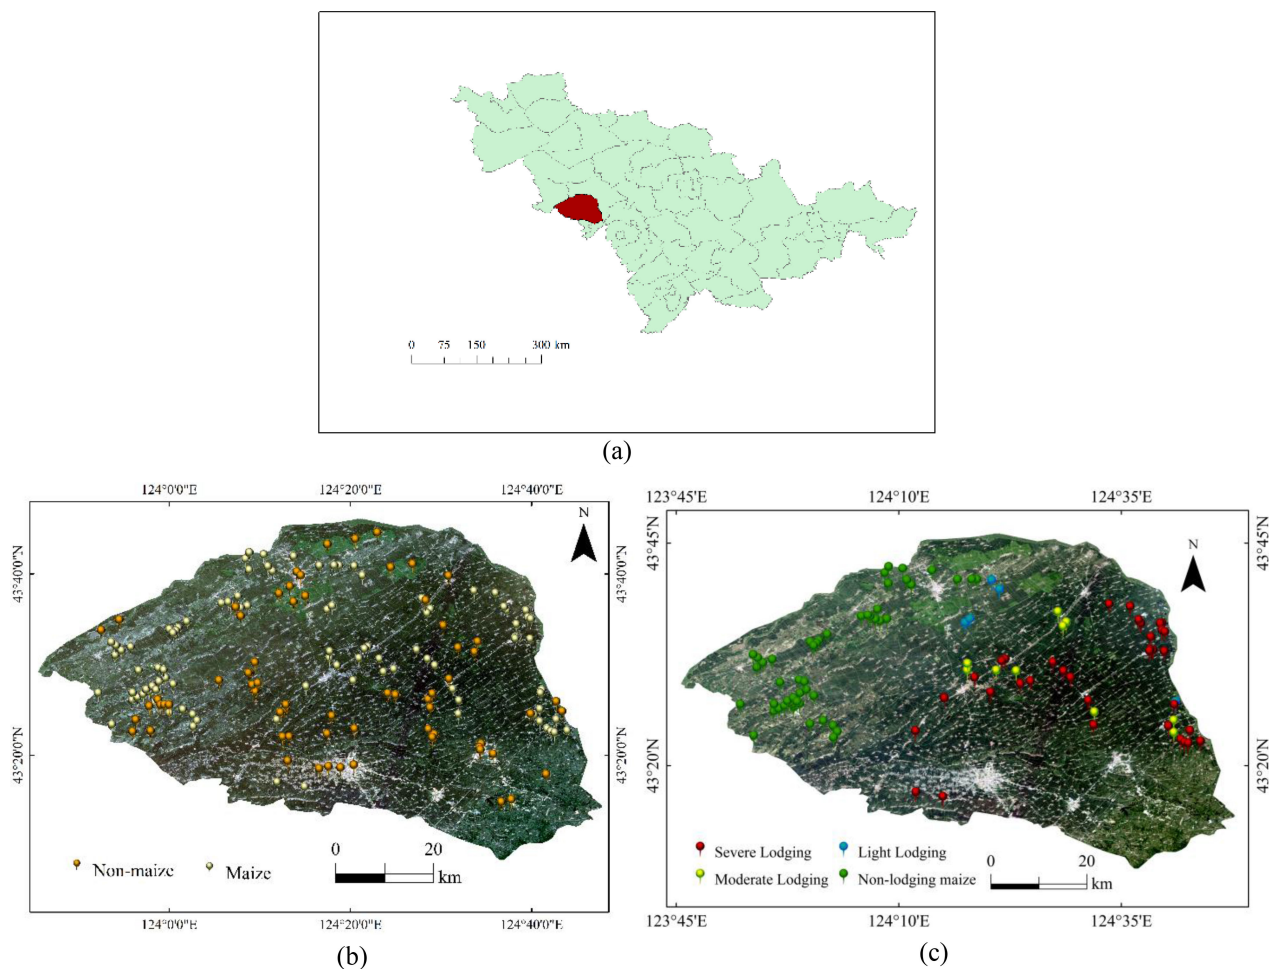 0 75 150 300 km
(a)
124°0'0"E 124°20'0"E 124°40'0"E
N
43°40'0"N
43°40'0"N
43°20'0"N
43°20'0"N
Non-maize Maize
0 20
km
124°0'0"E 124°20'0"E 124°40'0"E
(b)
123°45'E 124°10'E 124°35'E
43°45'N
43°45'N
N
43°20'N
43°20'N
Severe Lodging Light Lodging
Moderate Lodging Non-lodging maize
0 20
km
123°45'E 124°10'E 124°35'E
(c)